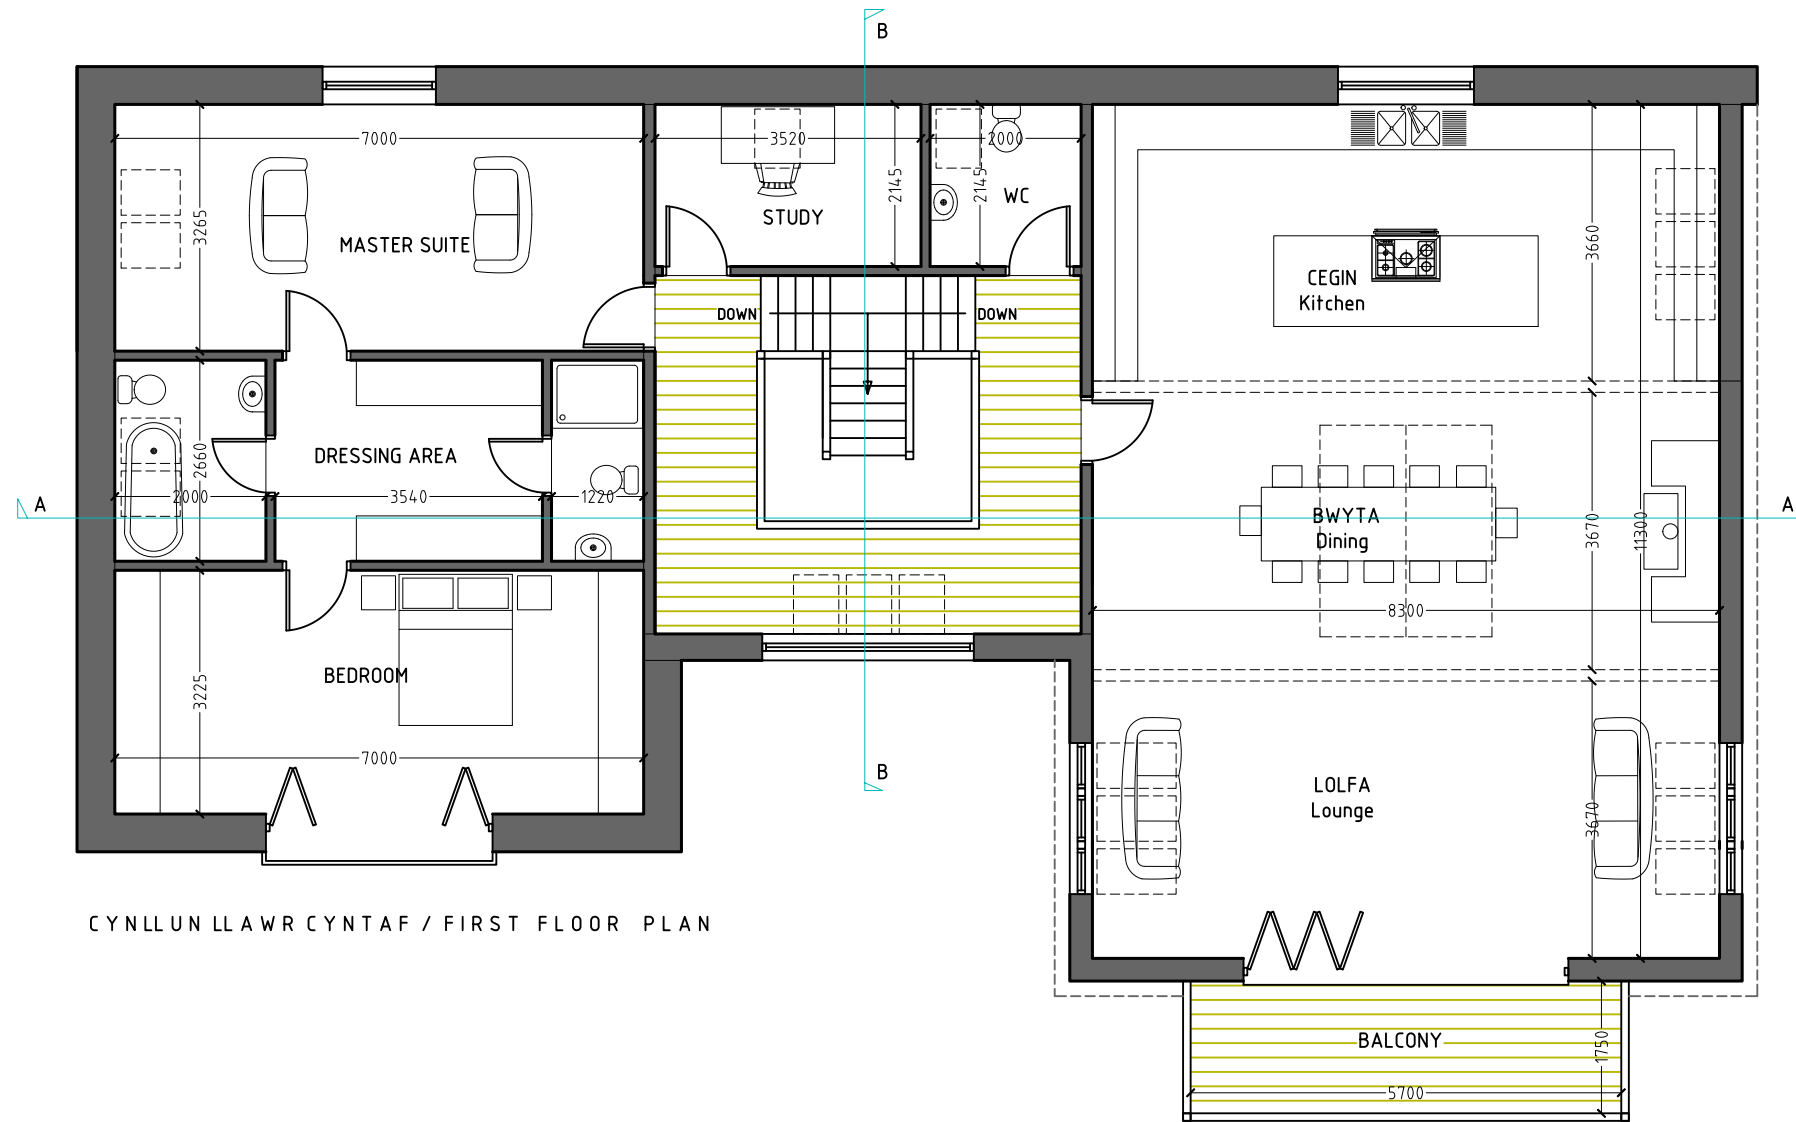 B
7000
3520
2000
3265
2145
2145
WC
STUDY
MASTER SUITE
3660
CEGIN
Kitchen
DOWN
DOWN
DRESSING AREA
2660
2000
3540
1220
A
A
BWYTA
Dining
3670
11300
8300
BEDROOM
3225
7000
B
LOLFA
Lounge
3670
CYNLLUN LLAWR CYNTAF / FIRST FLOOR PLAN
BALCONY
1750
5700